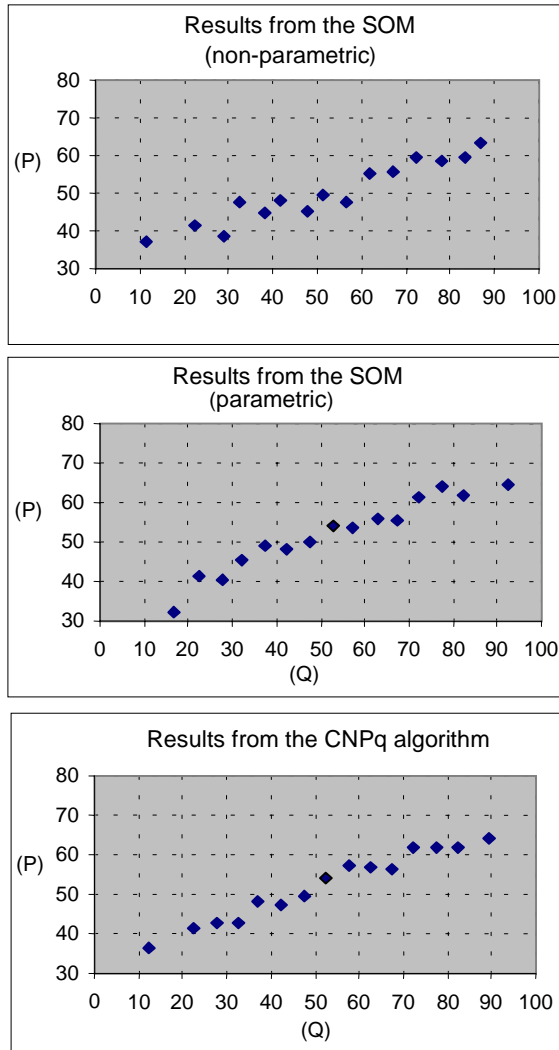 Results from the SOM
(non-parametric)
80
70
(P) 60
50
40
30
0 10 20 30 40 50 60 70 80 90 100
Results from the SOM
(parametric)
80
70
60
(P)
50
40
30
0 10 20 30 40 50 60 70 80 90 100
(Q)
Results from the CNPq algorithm
80
70
60
(P)
50
40
30
0 10 20 30 40 50 60 70 80 90 100
(Q)